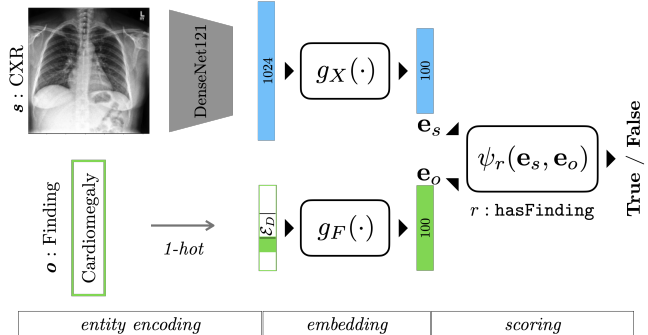 s : CXR
DenseNet121
1024
g_X(·)
100
e_s
ψ_r(e_s, e_o)
True / False
e_o
r : hasFinding
o : Finding
Cardiomegaly
1-hot
|ℰ_D|
g_F(·)
100
entity encoding
embedding
scoring